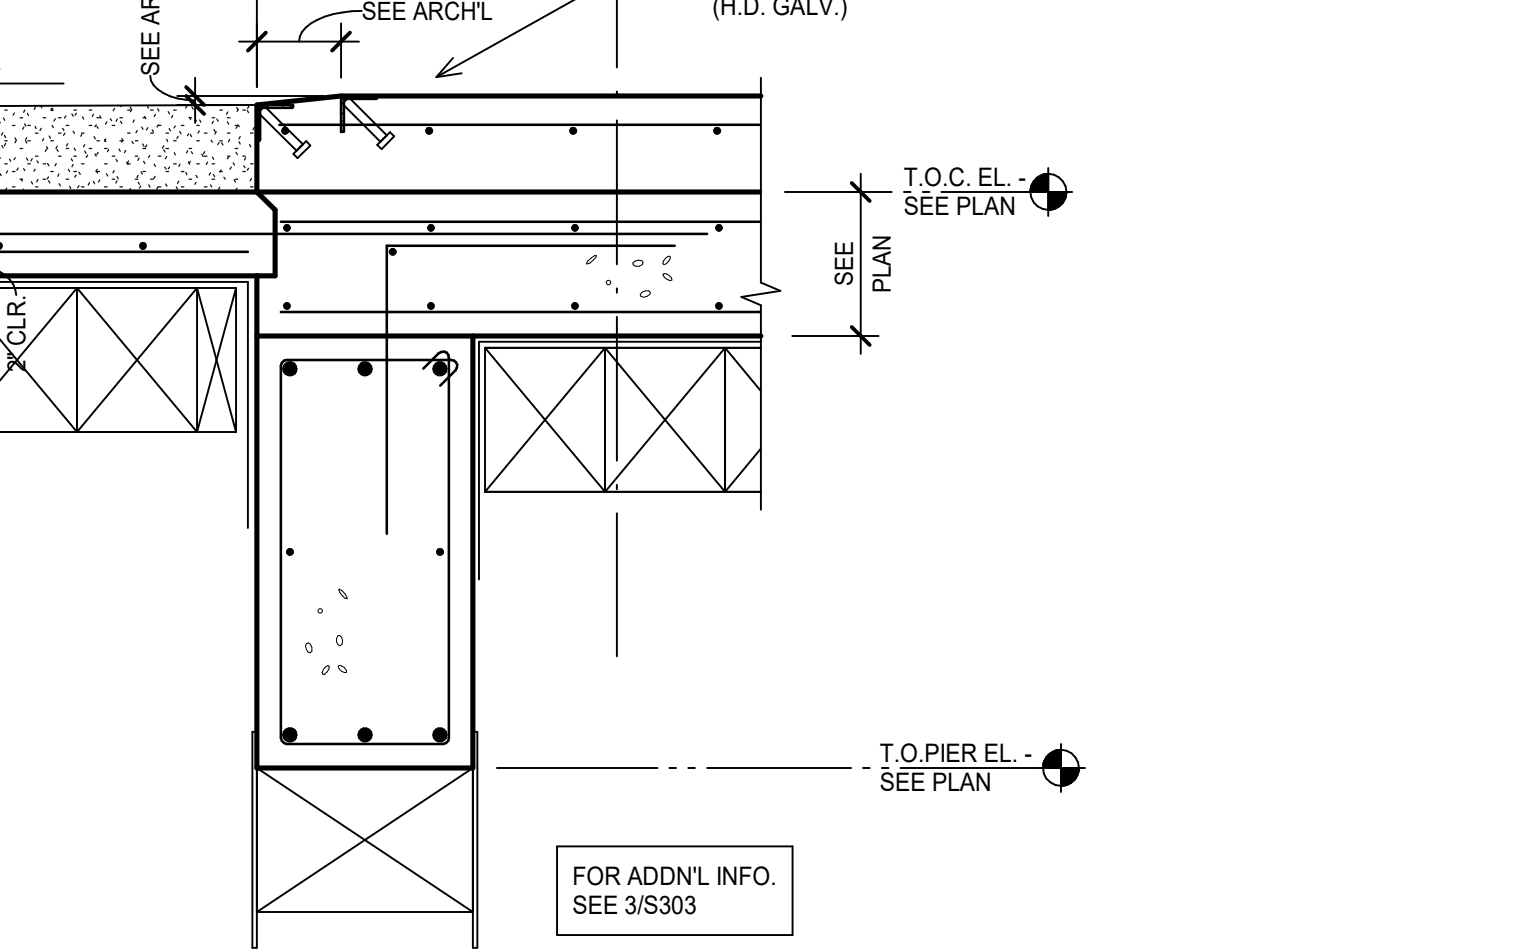 SEE ARCH'L
(H.D. GALV.)
SEE AR
T.O.C. EL. -
SEE PLAN
SEE
PLAN
2" CLR.
T.O.PIER EL. -
SEE PLAN
FOR ADDN'L INFO.
SEE 3/S303